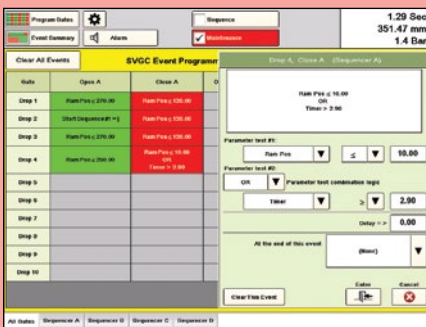 Program Gates
Sequence
1.29 Sec
351.47 mm
1.4 Bar
Event Summary
Alarm
Maintenance
Clear All Events
SVGC Event Programm
Drop 4, Close A (Sequencer A)
Gate
Open A
Close A
Drop 1
Ram Pos ≤ 270.00
Ram Pos ≤ 120.00
Drop 2
Ram Pos ≤ 120.00
Drop 3
Ram Pos ≤ 270.00
Ram Pos ≤ 120.00
Drop 4
Ram Pos ≤ 250.00
Ram Pos ≤ 10.00
OR
Timer > 2.90
Drop 5
Drop 6
Drop 7
Drop 8
Drop 9
Drop 10
Ram Pos ≤ 10.00
OR
Timer > 2.90
Parameter test #1:
Ram Pos
≤
10.00
Parameter test #2:
OR
Parameter test combination logic
Timer
≥
2.90
Delay = >
0.00
At the end of this event
(None)
Clear This Event
Enter
Cancel
All Gates
Sequencer A
Sequencer B
Sequencer C
Sequencer D